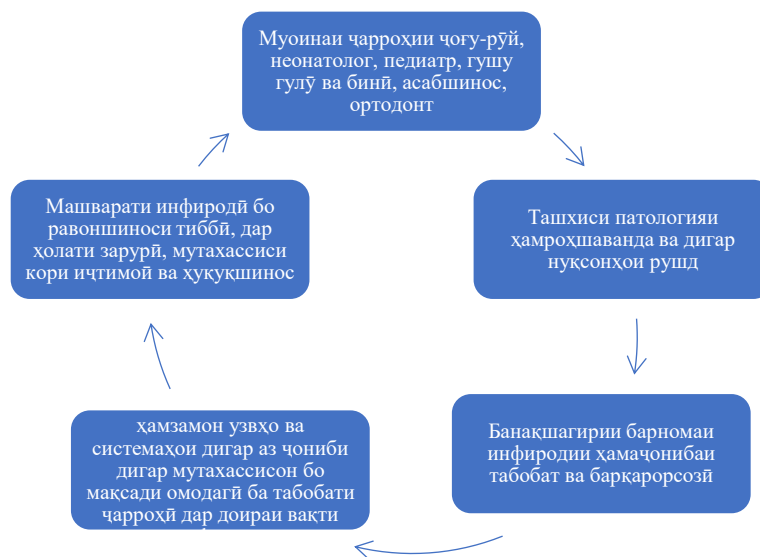 Муоинаи ҷарроҳии ҷоғу-рӯй,
неонатолог, педиатр, гушу
гулӯ ва бинӣ, асабшинос,
ортодонт
Ташхиси патологияи
ҳамроҳшаванда ва дигар
нуқсонҳои рушд
Банақшагирии барномаи
инфиродии ҳамаҷонибаи
табобат ва барқарорсозӣ
ҳамзамон узвҳо ва
системаҳои дигар аз ҷониби
дигар мутахассисон бо
мақсади омодагӣ ба табобати
ҷарроҳӣ дар доираи вақти
Машварати инфиродӣ бо
равоншиноси тиббӣ, дар
ҳолати зарурӣ, мутахассиси
кори иҷтимоӣ ва ҳуқуқшинос